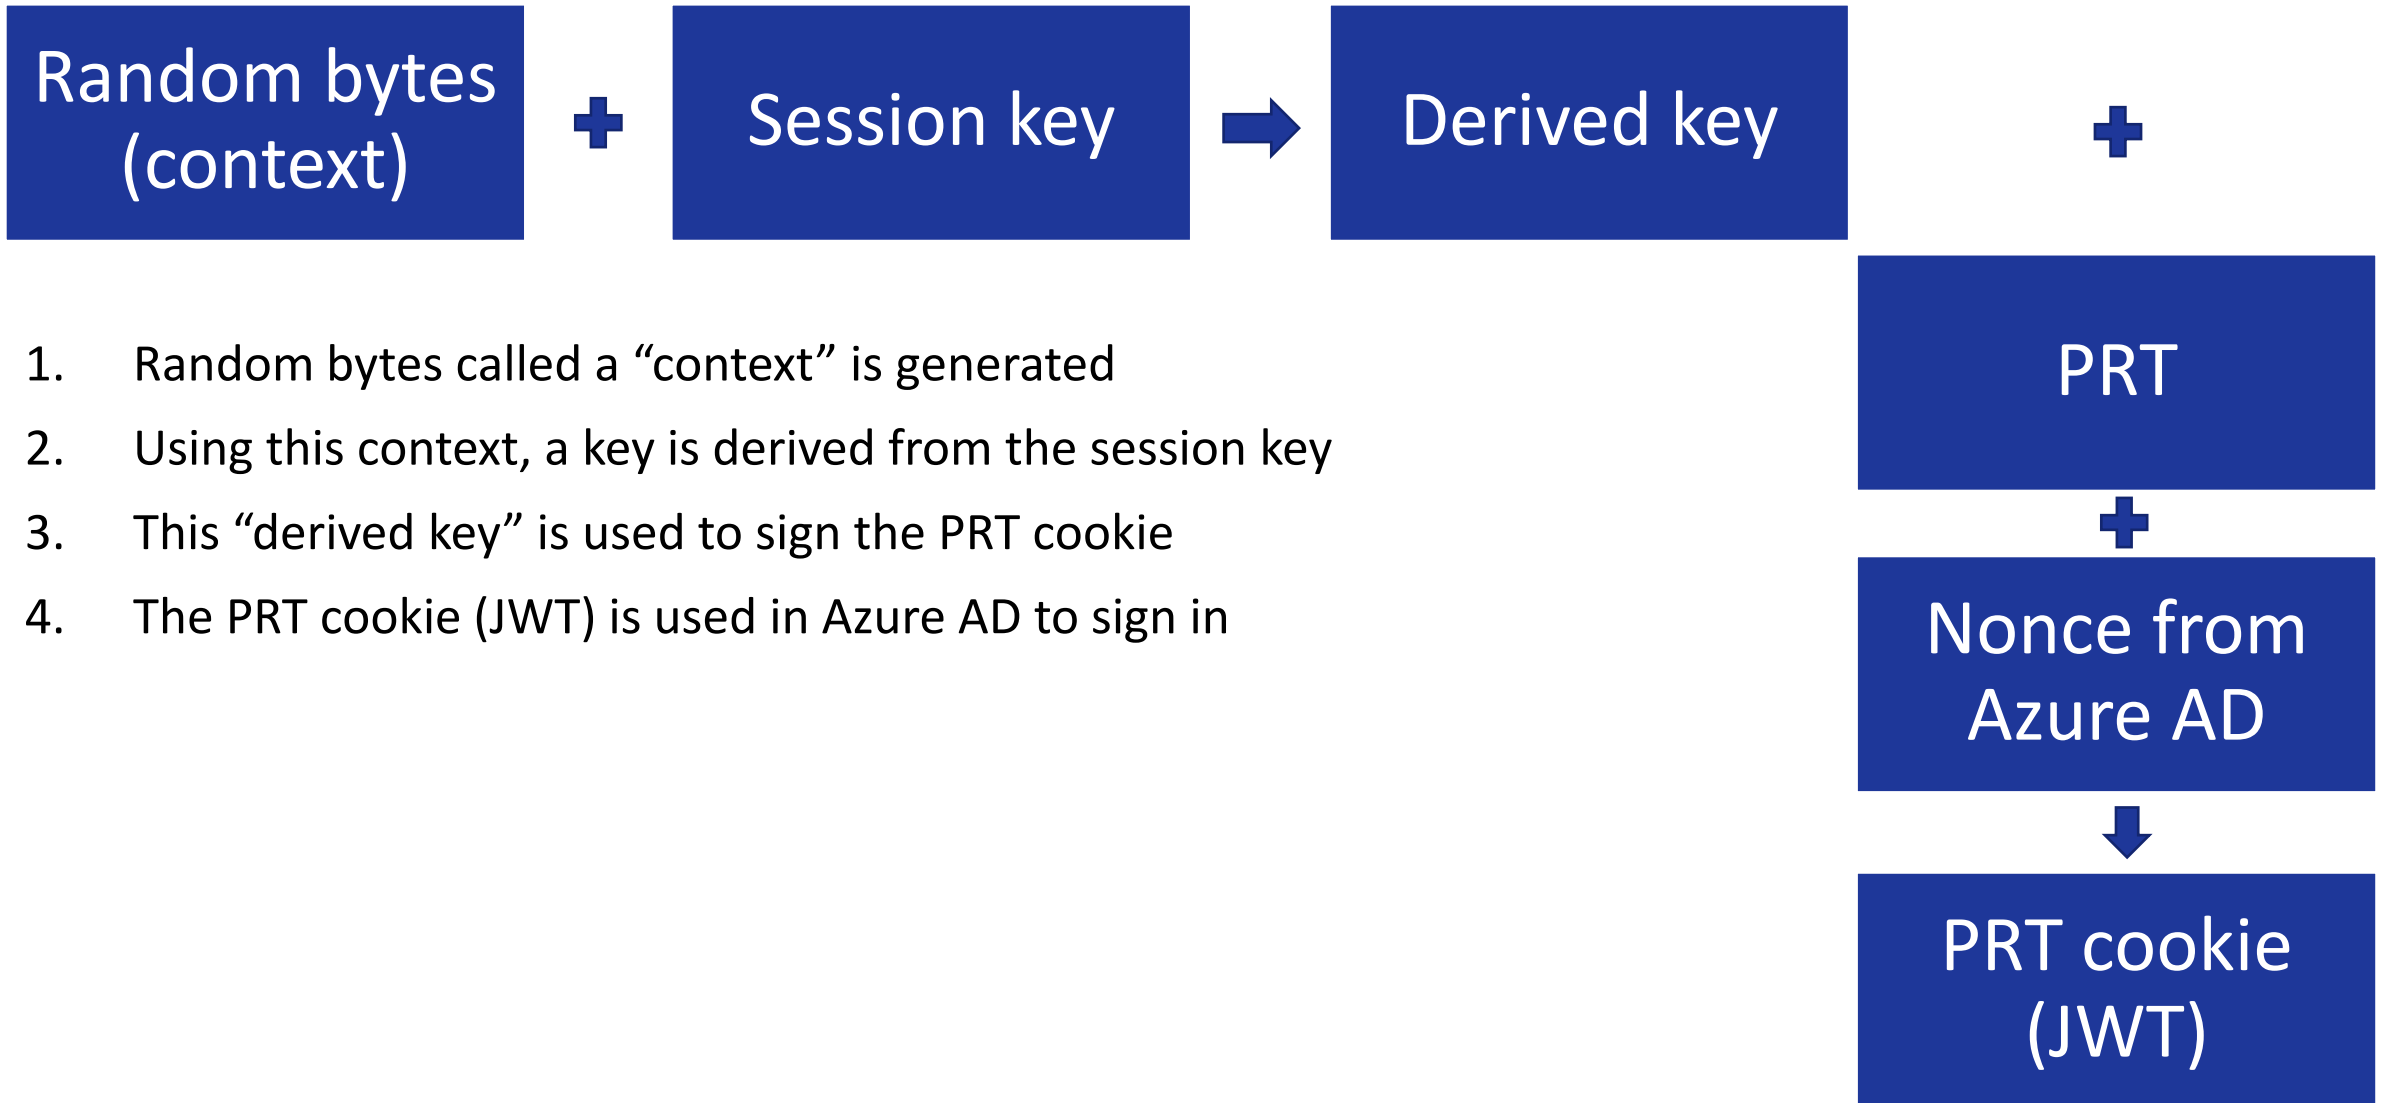 Random bytes
(context)
Session key
Derived key
1. Random bytes called a “context” is generated
2. Using this context, a key is derived from the session key
3. This “derived key” is used to sign the PRT cookie
4. The PRT cookie (JWT) is used in Azure AD to sign in
PRT
Nonce from
Azure AD
PRT cookie
(JWT)